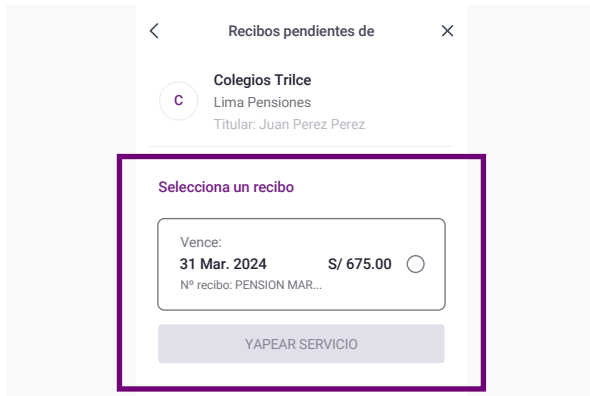 Recibos pendientes de
Colegios Trilce
C
Lima Pensiones
Titular: Juan Perez Perez
Selecciona un recibo
Vence:
31 Mar. 2024 S/ 675.00
Nº recibo: PENSION MAR...
YAPEAR SERVICIO